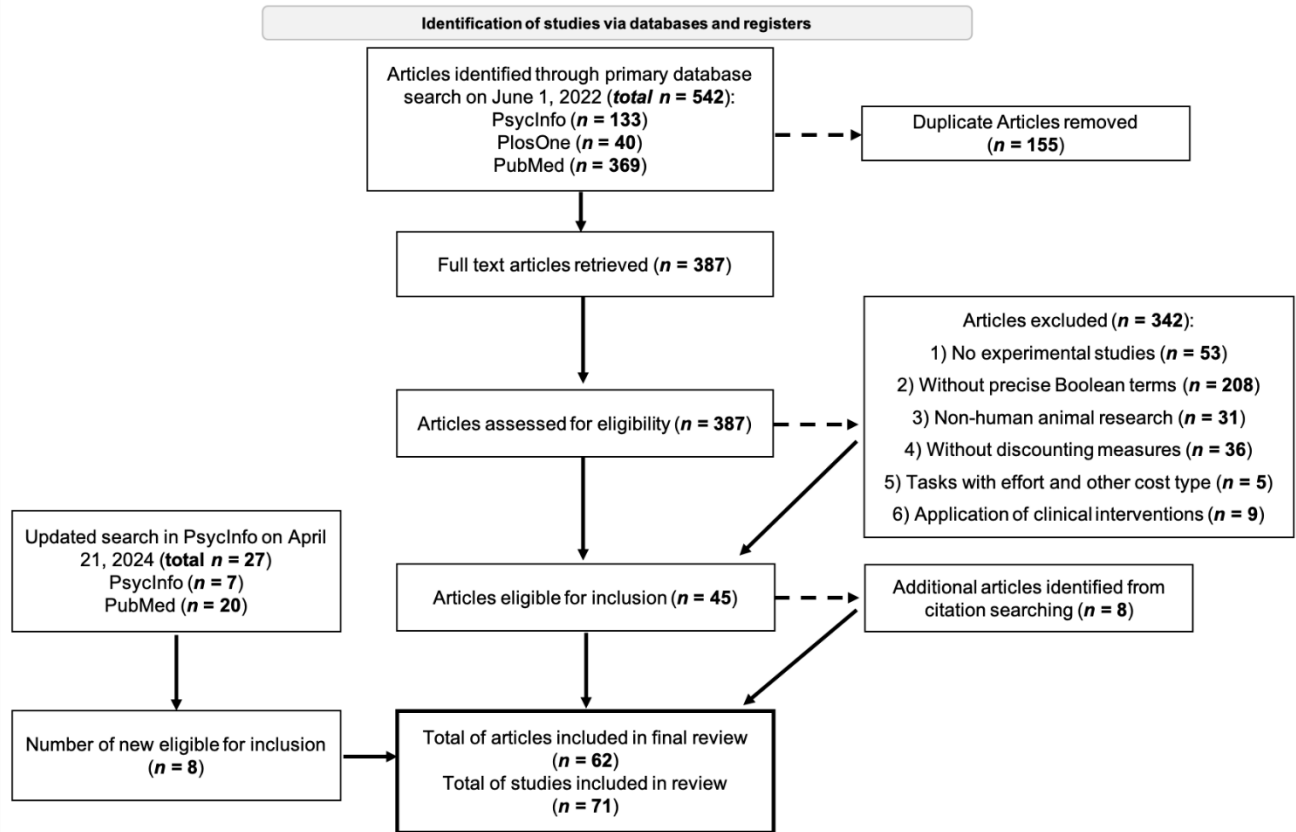 Identification of studies via databases and registers
Articles identified through primary database
search on June 1, 2022 (total n = 542):
PsycInfo (n = 133)
PlosOne (n = 40)
PubMed (n = 369)
Duplicate Articles removed
(n = 155)
Full text articles retrieved (n = 387)
Articles assessed for eligibility (n = 387)
Articles excluded (n = 342):
1) No experimental studies (n = 53)
2) Without precise Boolean terms (n = 208)
3) Non-human animal research (n = 31)
4) Without discounting measures (n = 36)
5) Tasks with effort and other cost type (n = 5)
6) Application of clinical interventions (n = 9)
Updated search in PsycInfo on April
21, 2024 (total n = 27)
PsycInfo (n = 7)
PubMed (n = 20)
Articles eligible for inclusion (n = 45)
Additional articles identified from
citation searching (n = 8)
Number of new eligible for inclusion
(n = 8)
Total of articles included in final review
(n = 62)
Total of studies included in review
(n = 71)